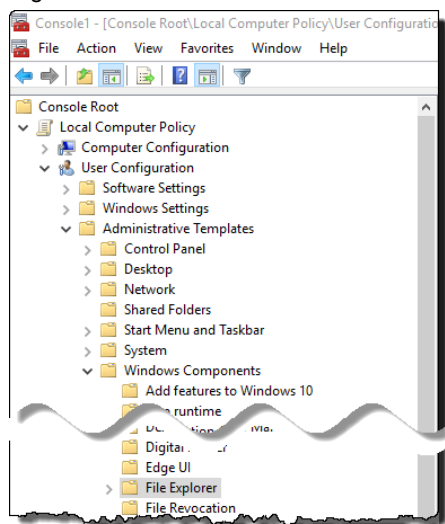 Console1 - [Console Root\Local Computer Policy\User Configuratio
File Action View Favorites Window Help
Console Root
Local Computer Policy
Computer Configuration
User Configuration
Software Settings
Windows Settings
Administrative Templates
Control Panel
Desktop
Network
Shared Folders
Start Menu and Taskbar
System
Windows Components
Add features to Windows 10
runtime
Edge UI
File Explorer
File Revocation